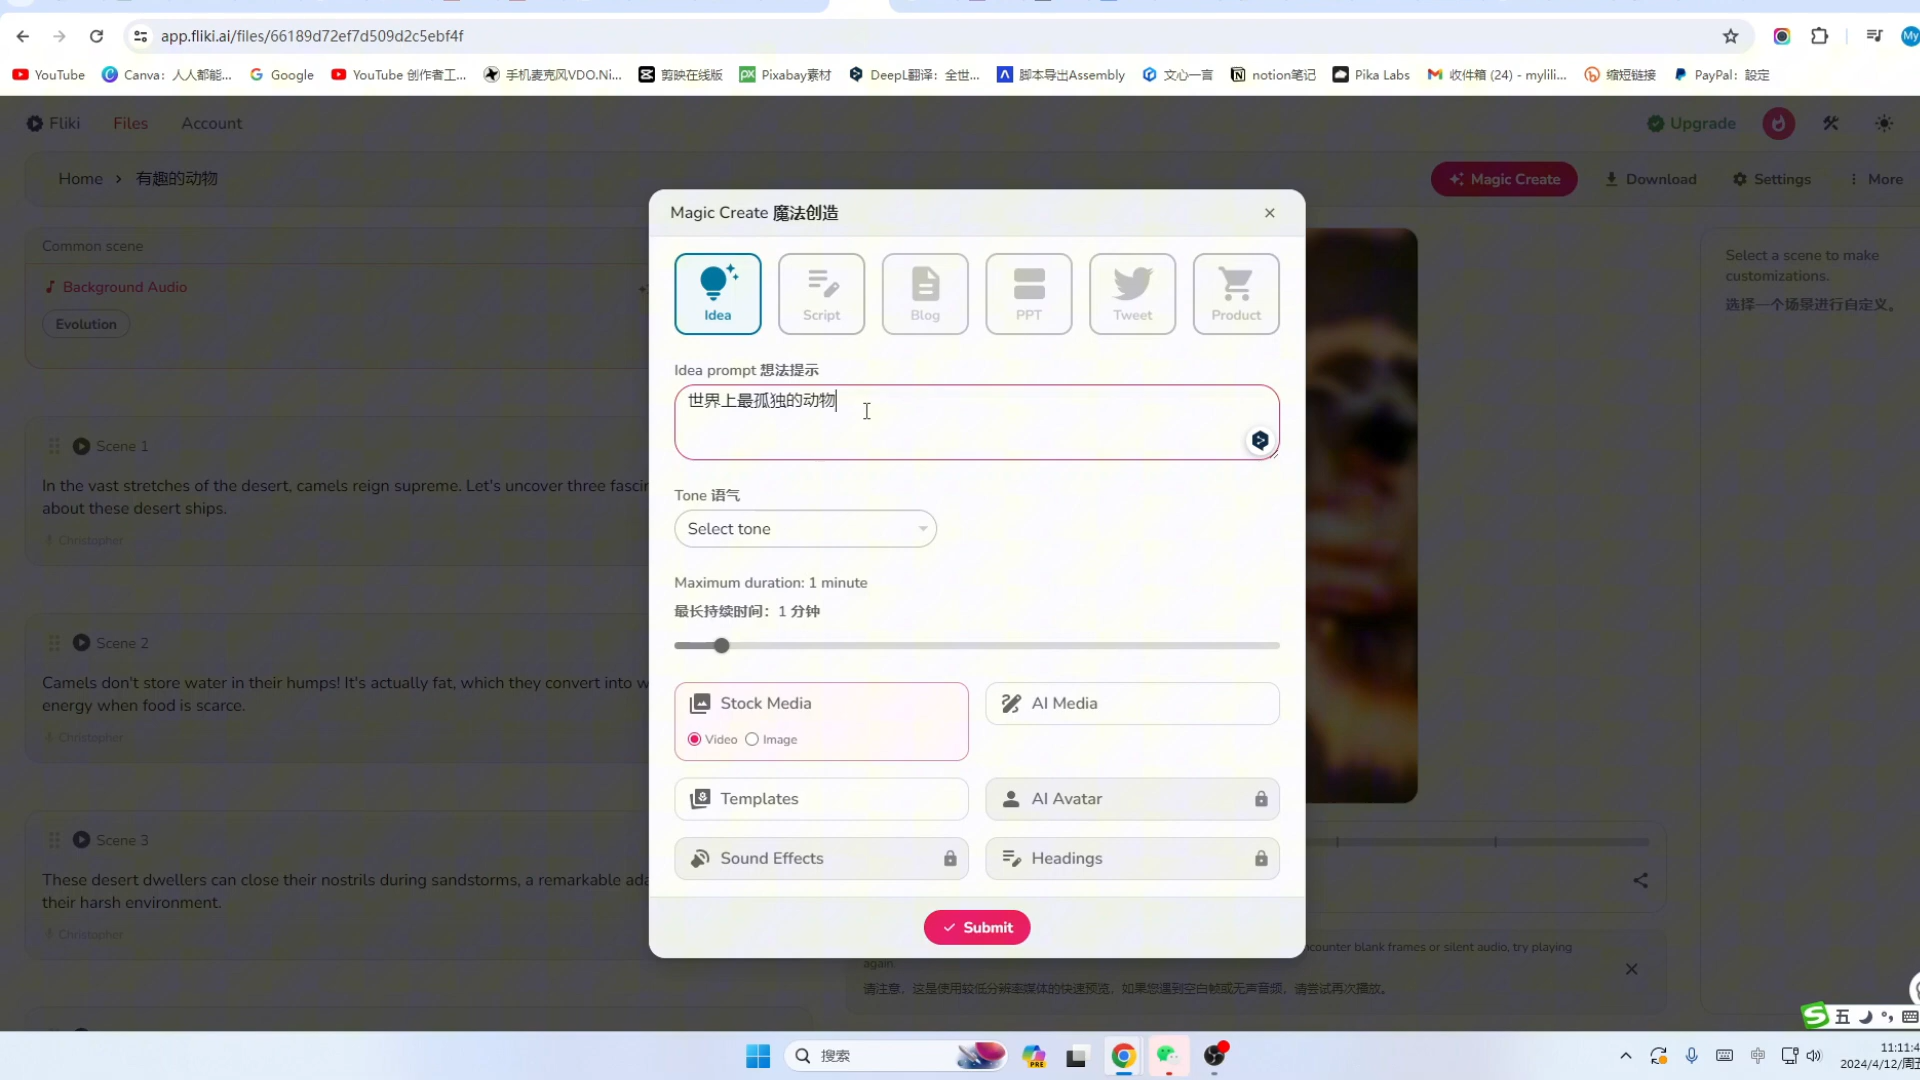 app.fliki.ai/files/66189d72ef7d509d2c5ebf4f
My
YouTube
Canva：人人都能...
Google
YouTube 创作者工...
手机麦克风VDO.Ni...
剪映在线版
Pixabay素材
DeepL翻译：全世...
脚本导出Assembly
文心一言
notion笔记
Pika Labs
收件箱 (24) - mylili...
缩短链接
PayPal：設定
Fliki
Files
Account
Upgrade
Home > 有趣的动物
Magic Create
Download
Settings
More
Common scene
Background Audio
Evolution
Scene 1
In the vast stretches of the desert, camels reign supreme. Let's uncover three fascin
about these desert ships.
Christopher
Scene 2
Camels don't store water in their humps! It's actually fat, which they convert into w
energy when food is scarce.
Christopher
Scene 3
These desert dwellers can close their nostrils during sandstorms, a remarkable ada
their harsh environment.
Christopher
Magic Create 魔法创造
Idea
Script
Blog
PPT
Tweet
Product
Idea prompt 想法提示
世界上最孤独的动物
Tone 语气
Select tone
Maximum duration: 1 minute
最长持续时间：1 分钟
Stock Media
Video
Image
AI Media
Templates
AI Avatar
Sound Effects
Headings
Submit
Select a scene to make
customizations.
选择一个场景进行自定义。
counter blank frames or silent audio, try playing
again.
请注意，这是使用较低分辨率媒体的快速预览，如果您遇到空白帧或无声音频，请尝试再次播放。
五
搜索
PRE
中
11:11:4
2024/4/12/周五